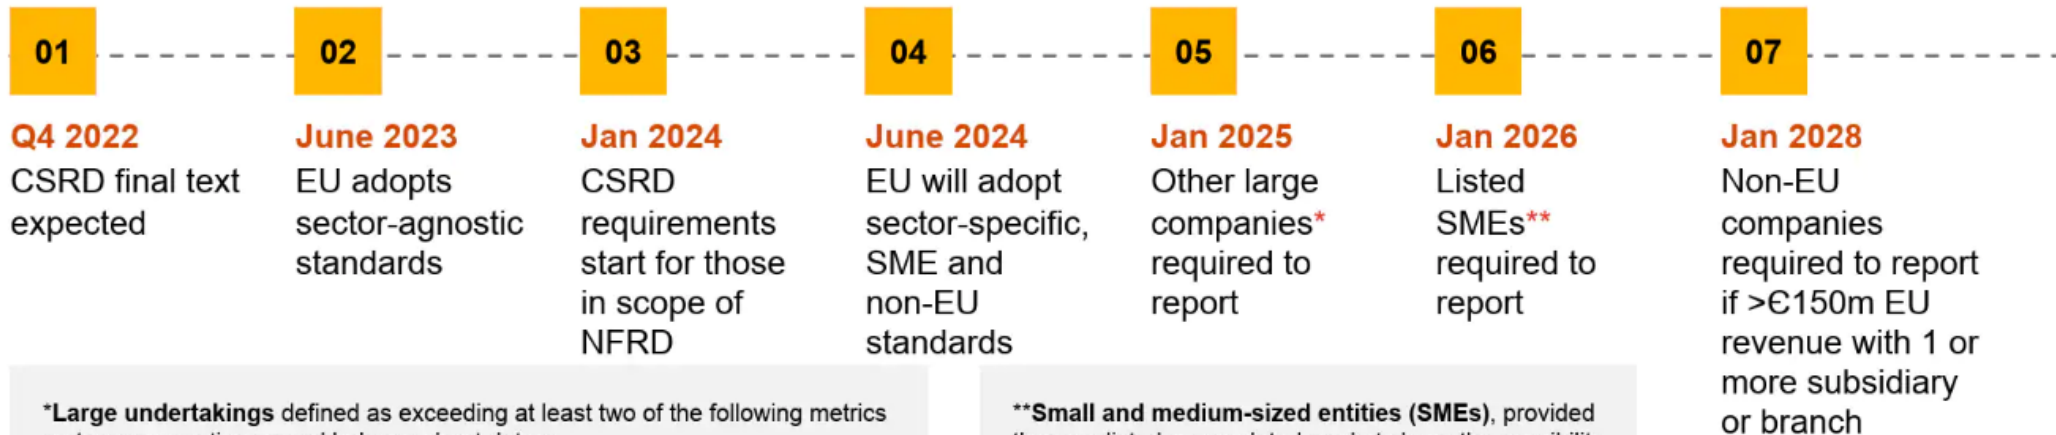 01
Q4 2022
CSRD final text
expected
02
June 2023
EU adopts
sector-agnostic
standards
03
Jan 2024
CSRD
requirements
start for those
in scope of
NFRD
04
June 2024
EU will adopt
sector-specific,
SME and
non-EU
standards
05
Jan 2025
Other large
companies*
required to
report
06
Jan 2026
Listed
SMEs**
required to
report
07
Jan 2028
Non-EU
companies
required to report
if >€150m EU
revenue with 1 or
more subsidiary
or branch
*Large undertakings defined as exceeding at least two of the following metrics
**Small and medium-sized entities (SMEs), provided